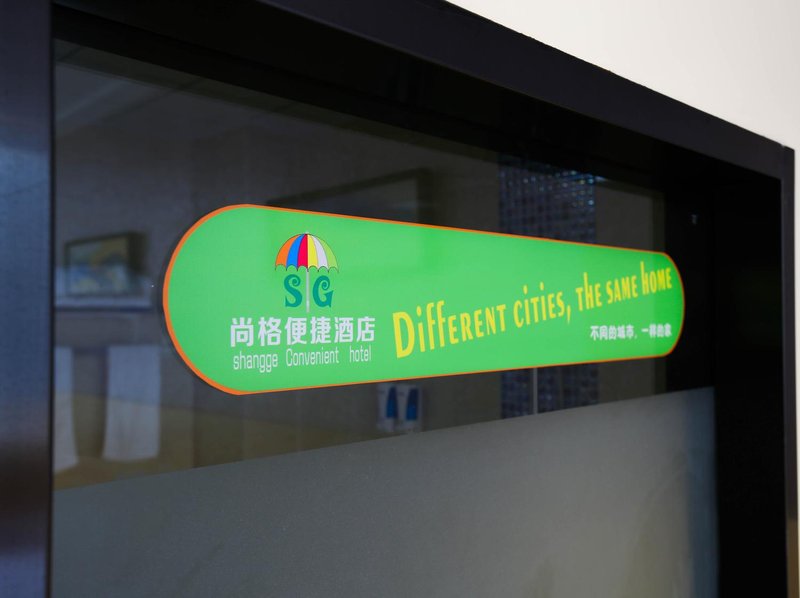 SG
尚格便捷酒店
shangge Convenient hotel
Different cities, the same home
不同的城市，一样的家